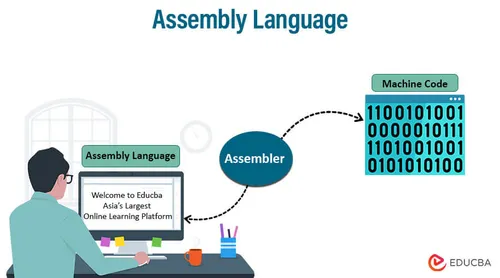 Assembly Language
Machine Code
1100101001
0000010111
1101001001
0101010100
Assembler
Assembly Language
Welcome to Educba
Asia's Largest
Online Learning Platform
EDUCBA